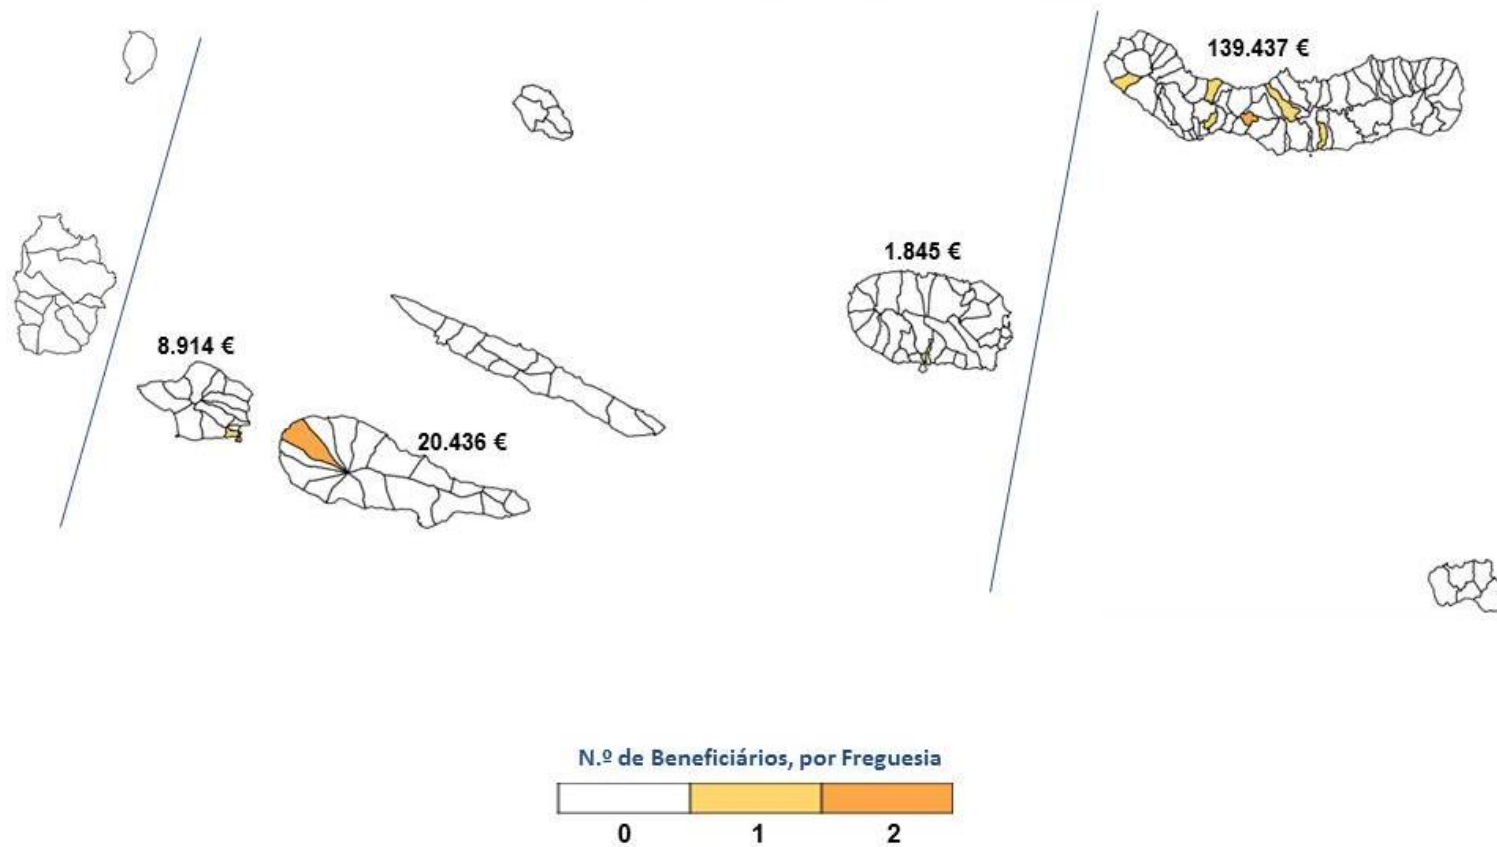 139.437 €
1.845 €
8.914 €
20.436 €
N.º de Beneficiários, por Freguesia
0 1 2